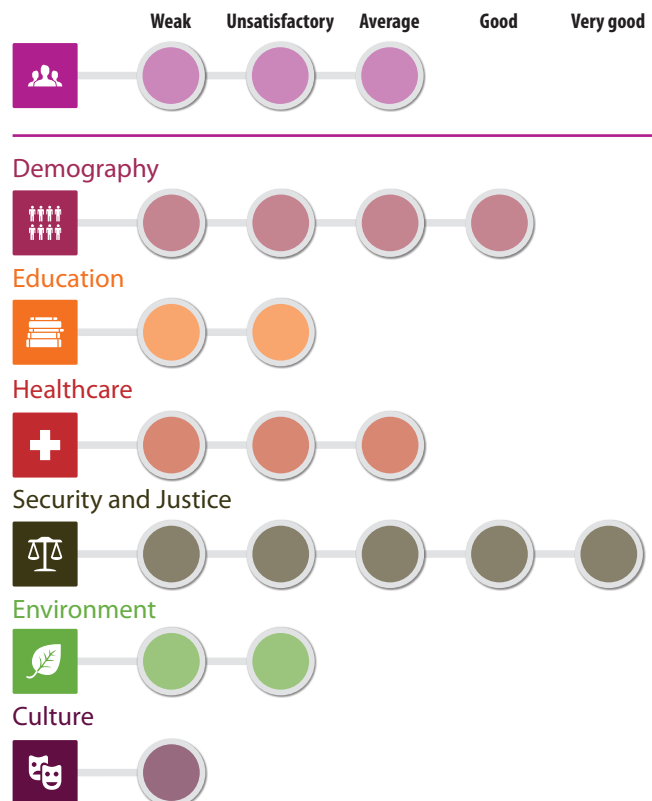 Weak Unsatisfactory Average Good Very good
Demography
Education
Healthcare
Security and Justice
Environment
Culture